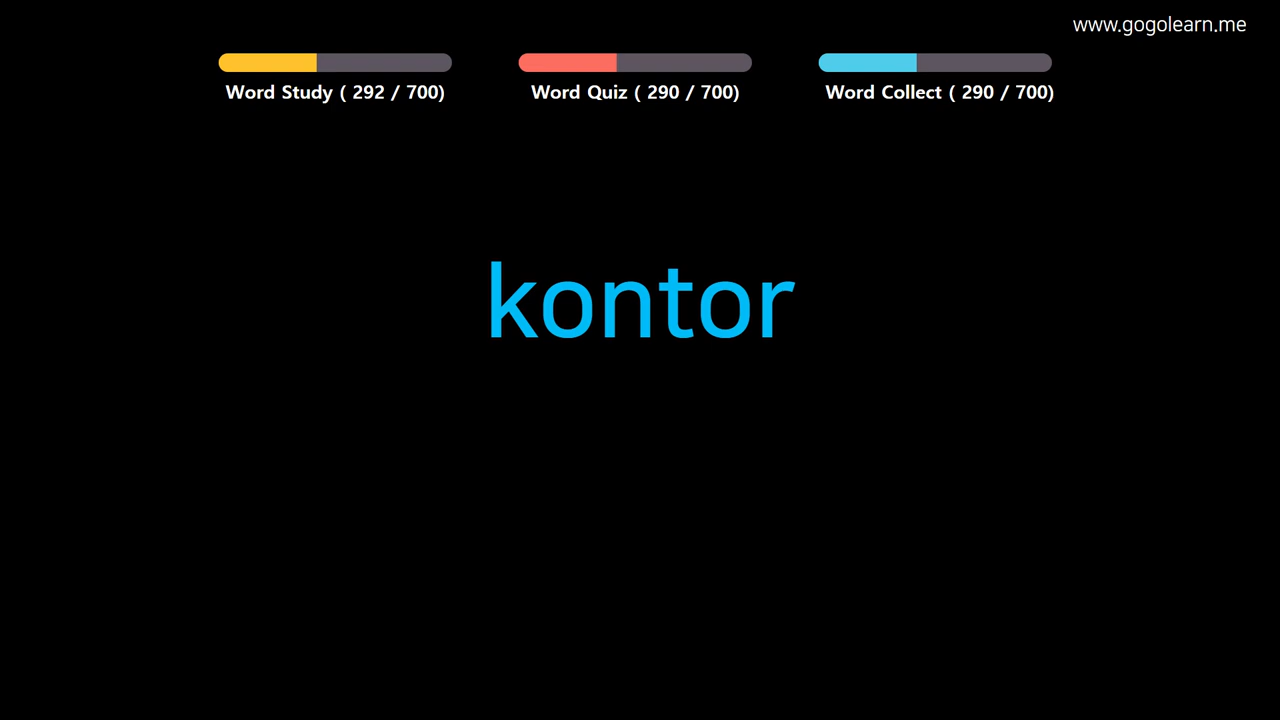 www.gogolearn.me
Word Study ( 292 / 700)
Word Quiz ( 290 / 700)
Word Collect ( 290 / 700)
kontor